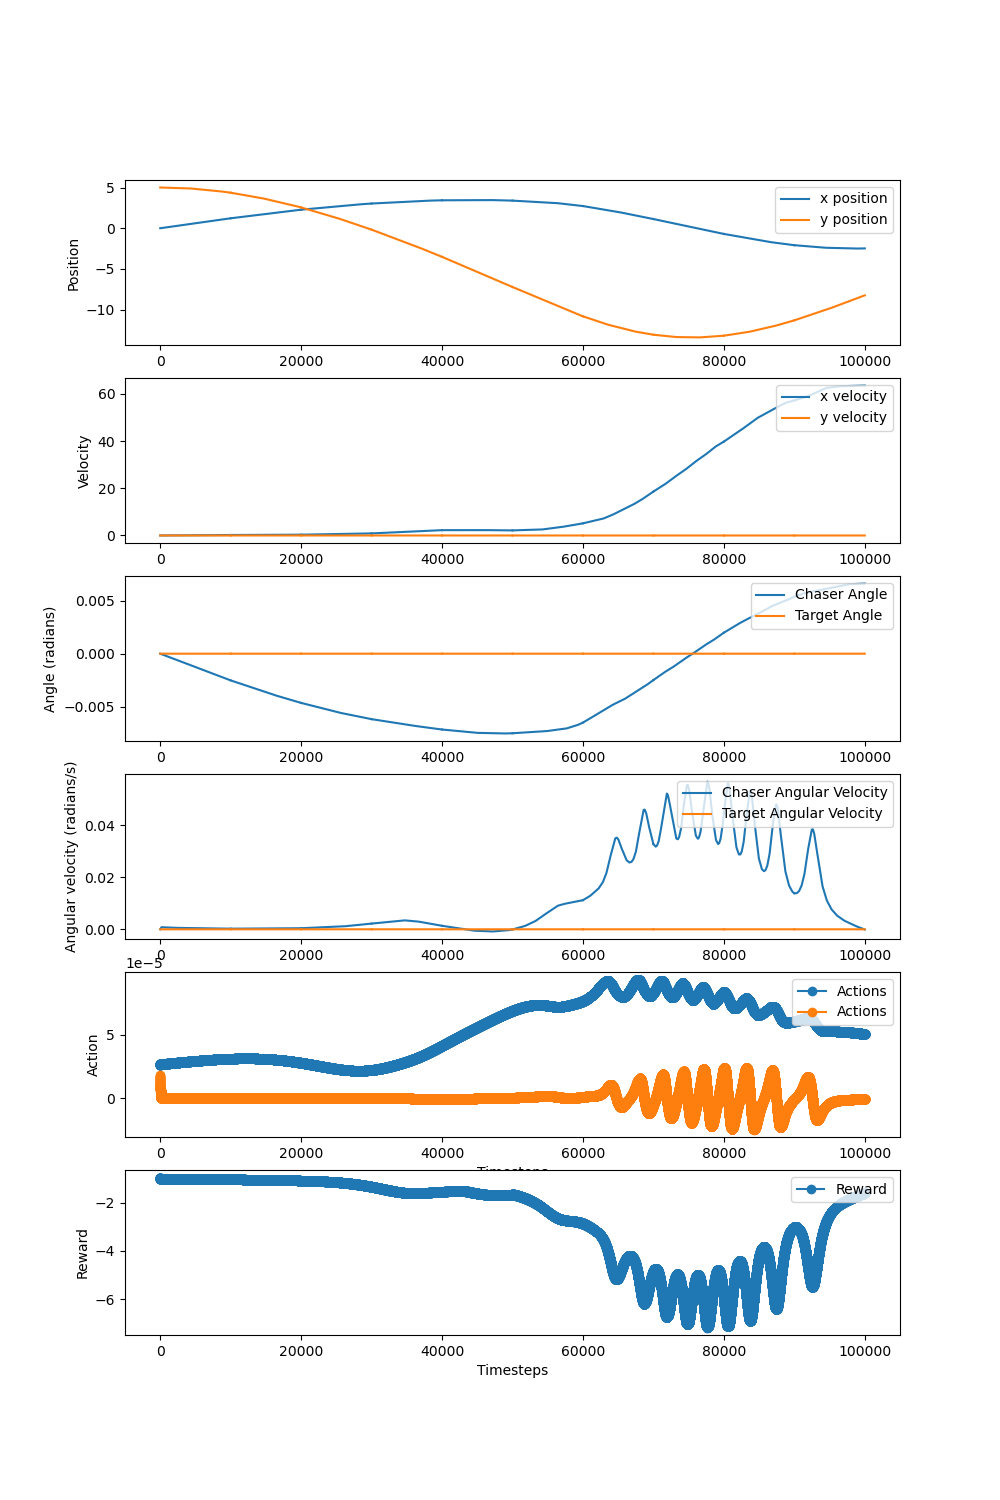 5
0
−5
−10
Position
x position
y position
0 20000 40000 60000 80000 100000
60
40
20
0
Velocity
x velocity
y velocity
0 20000 40000 60000 80000 100000
0.005
0.000
−0.005
Angle (radians)
Chaser Angle
Target Angle
0 20000 40000 60000 80000 100000
0.04
0.02
0.00
Angular velocity (radians/s)
Chaser Angular Velocity
Target Angular Velocity
0 20000 40000 60000 80000 100000
1e−5
5
0
Action
Actions
Actions
0 20000 40000 60000 80000 100000
Timesteps
−2
−4
−6
Reward
Reward
0 20000 40000 60000 80000 100000
Timesteps